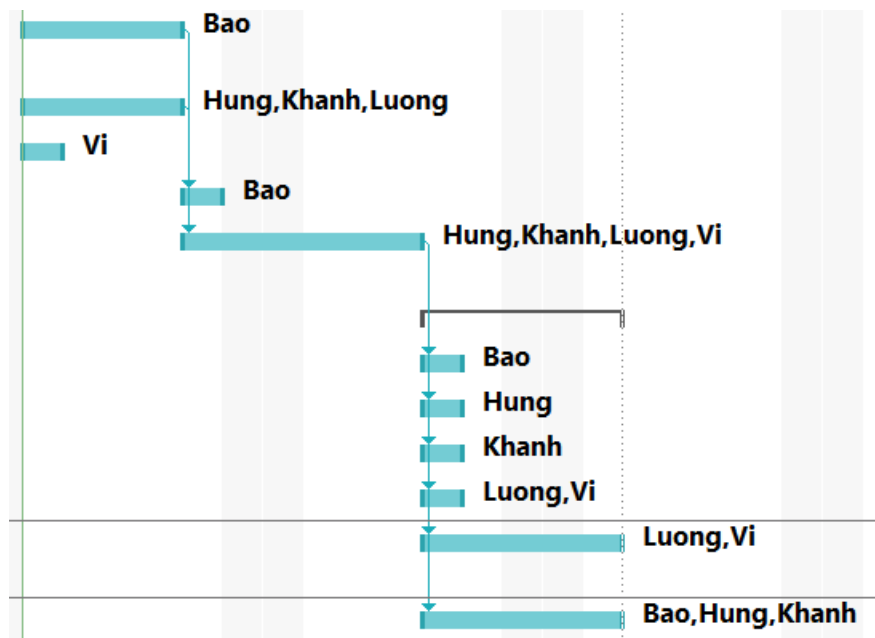 Bao
Hung,Khanh,Luong
Vi
Bao
Hung,Khanh,Luong,Vi
Bao
Hung
Khanh
Luong,Vi
Luong,Vi
Bao,Hung,Khanh